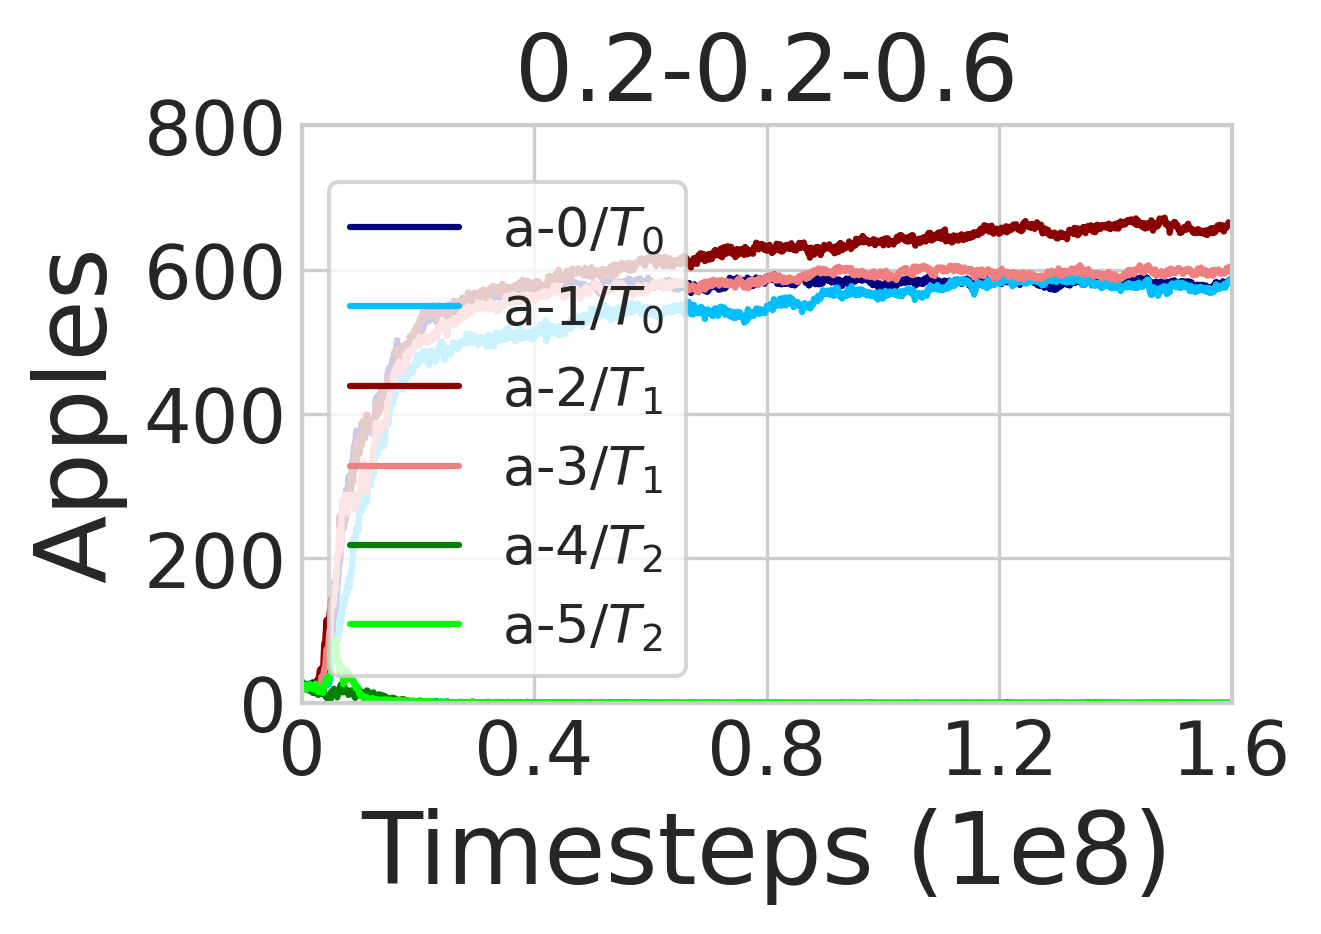 0.2-0.2-0.6
800
600
400
200
0
Apples
a-0/T₀
a-1/T₀
a-2/T₁
a-3/T₁
a-4/T₂
a-5/T₂
0 0.4 0.8 1.2 1.6
Timesteps (1e8)